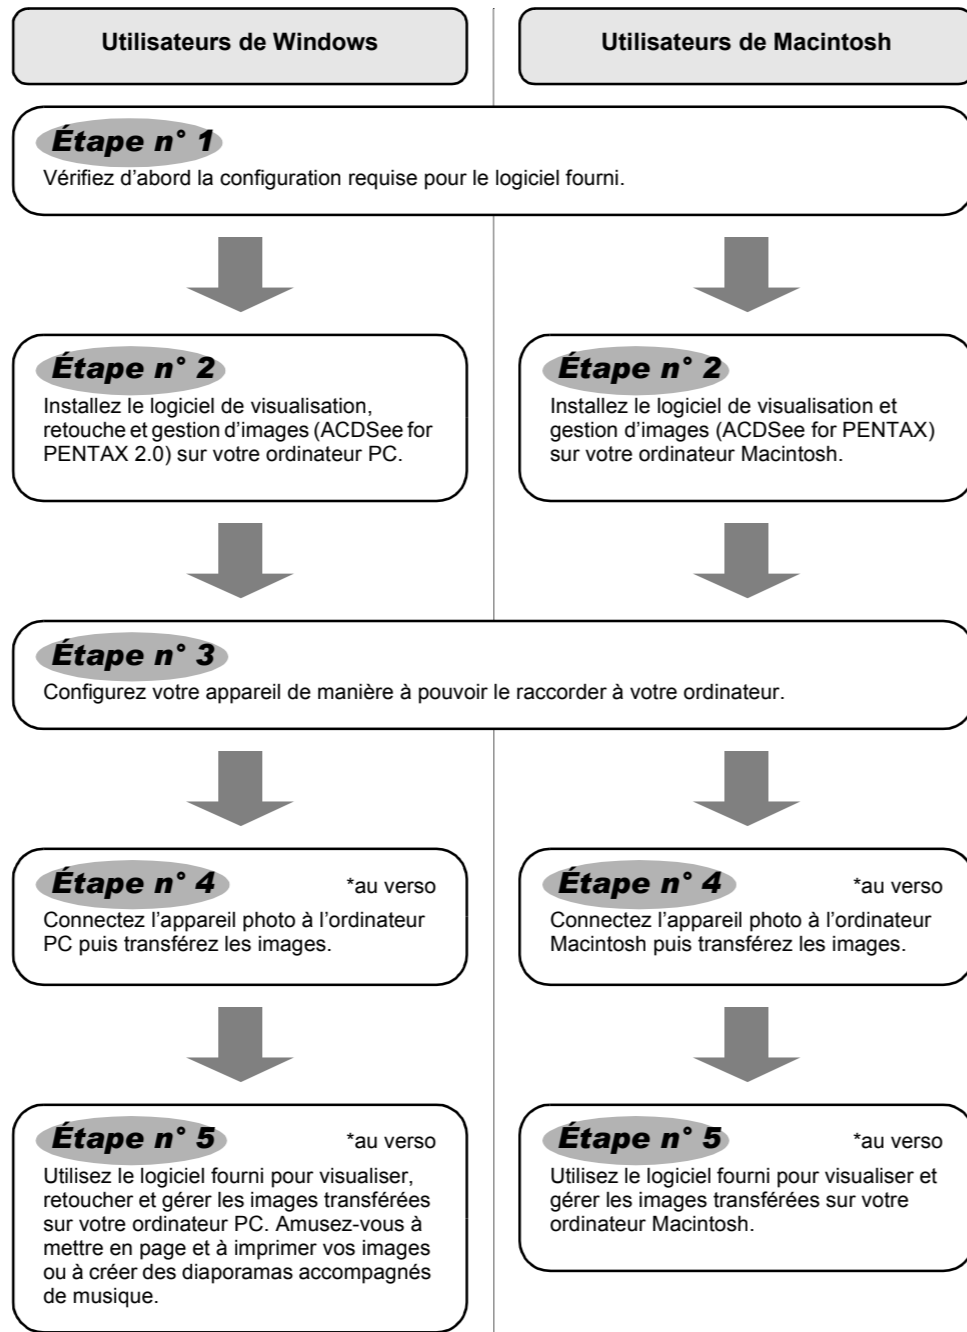 Utilisateurs de Windows
Utilisateurs de Macintosh
Étape n° 1
Vérifiez d’abord la configuration requise pour le logiciel fourni.
Étape n° 2
Installez le logiciel de visualisation,
retouche et gestion d’images (ACDSee for
PENTAX 2.0) sur votre ordinateur PC.
Étape n° 2
Installez le logiciel de visualisation et
gestion d’images (ACDSee for PENTAX)
sur votre ordinateur Macintosh.
Étape n° 3
Configurez votre appareil de manière à pouvoir le raccorder à votre ordinateur.
Étape n° 4 *au verso
Connectez l’appareil photo à l’ordinateur
PC puis transférez les images.
Étape n° 4 *au verso
Connectez l’appareil photo à l’ordinateur
Macintosh puis transférez les images.
Étape n° 5 *au verso
Utilisez le logiciel fourni pour visualiser,
retoucher et gérer les images transférées
sur votre ordinateur PC. Amusez-vous à
mettre en page et à imprimer vos images
ou à créer des diaporamas accompagnés
de musique.
Étape n° 5 *au verso
Utilisez le logiciel fourni pour visualiser et
gérer les images transférées sur votre
ordinateur Macintosh.